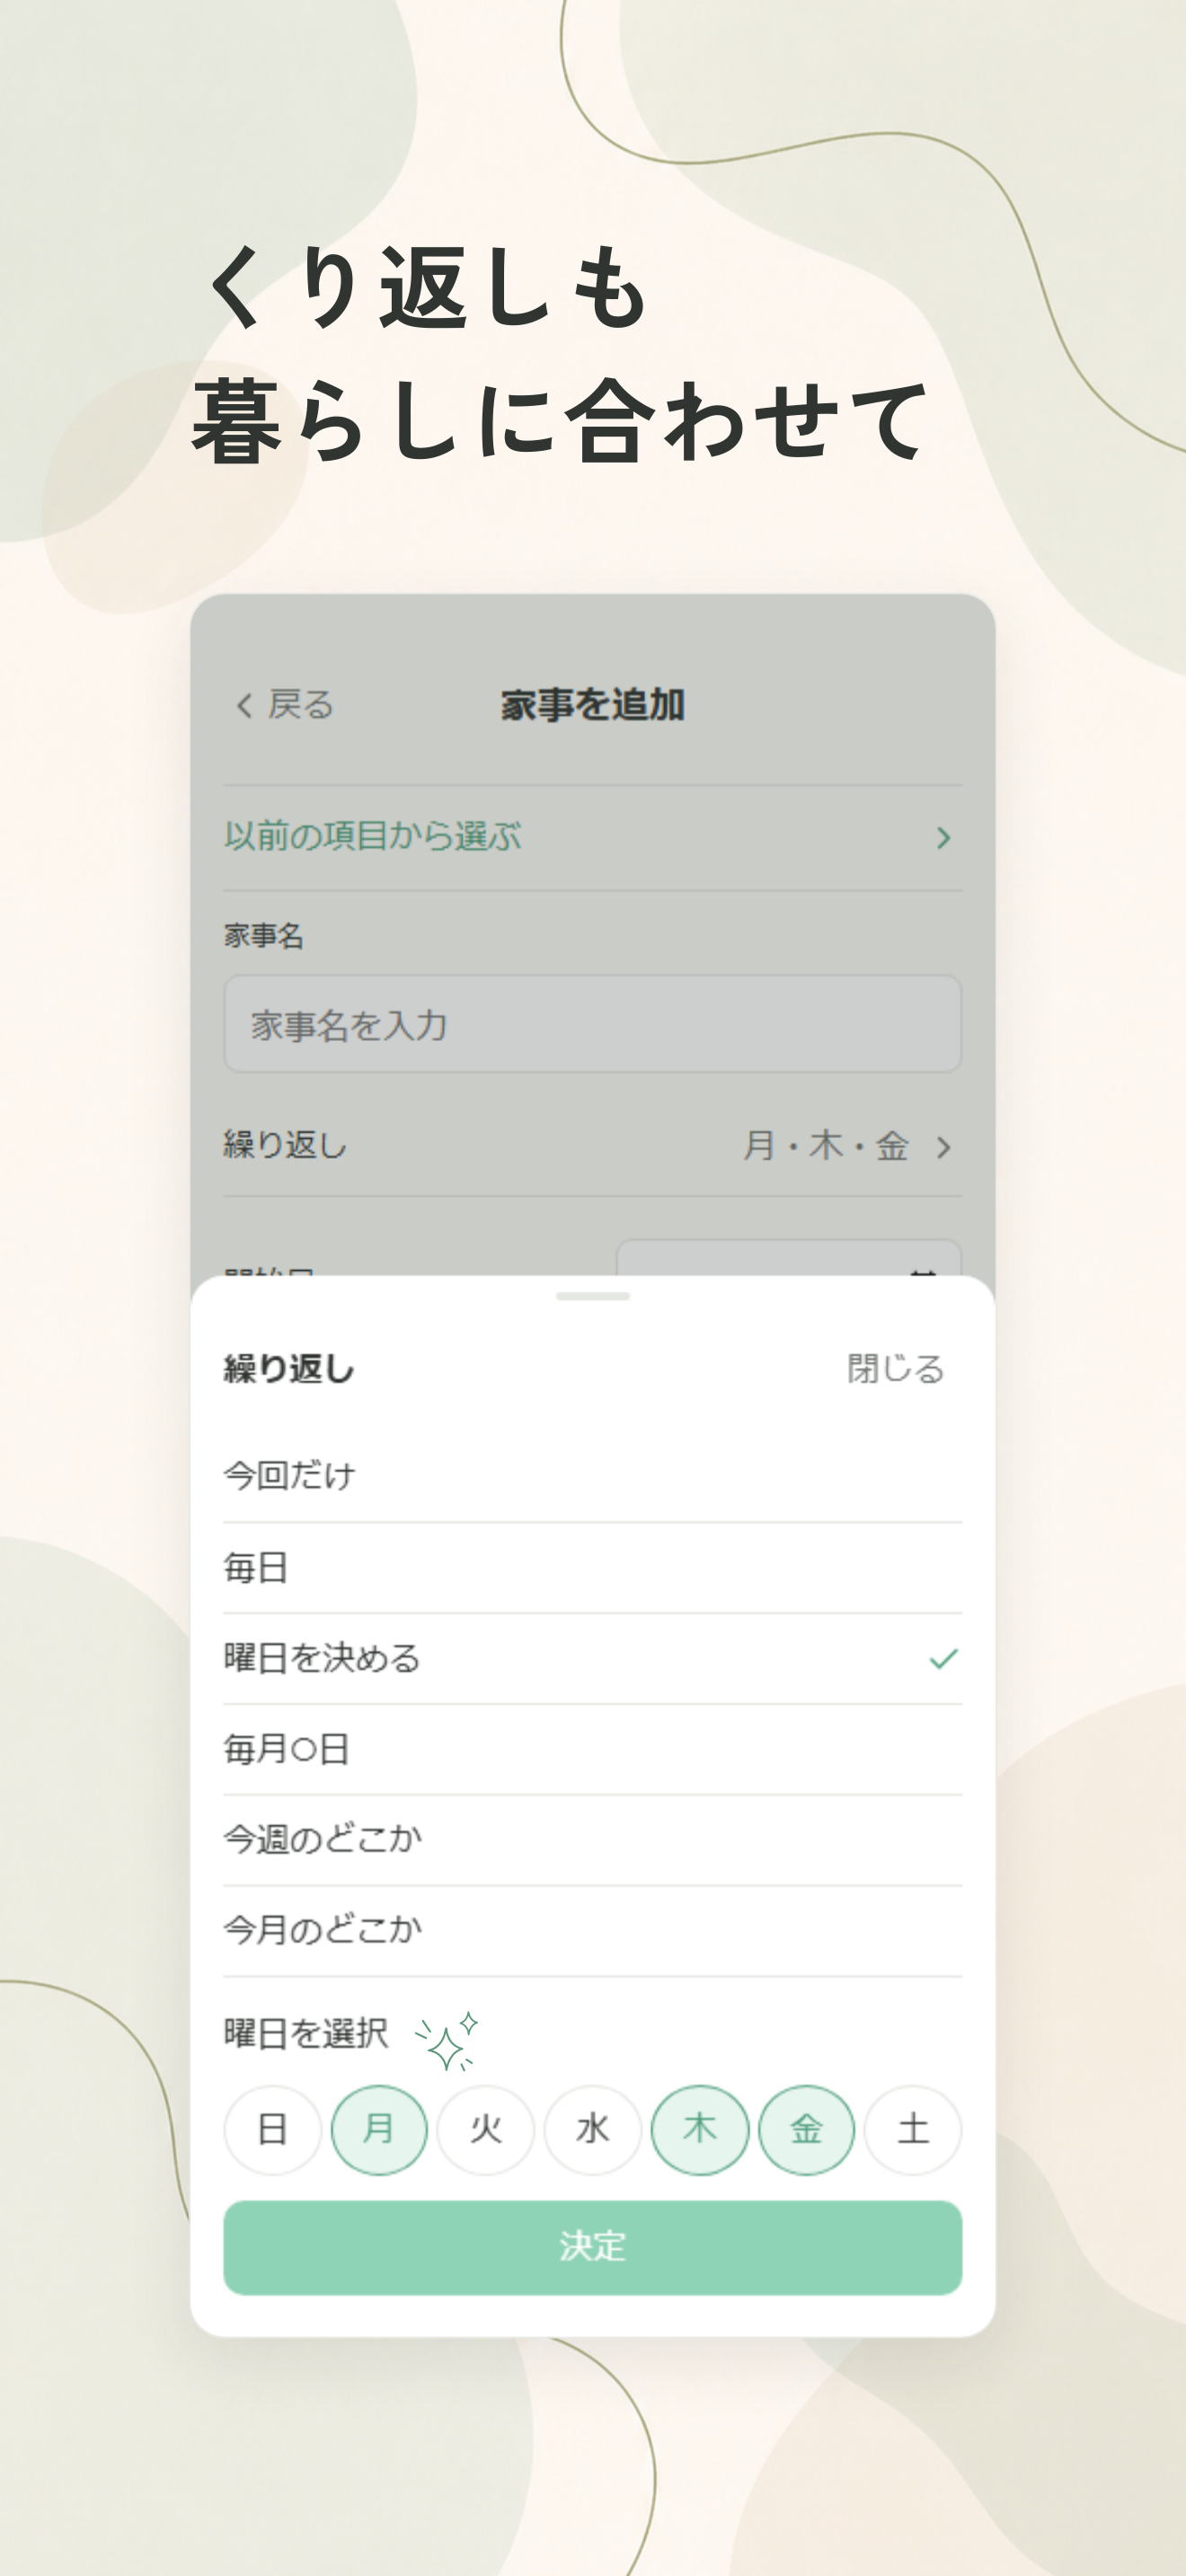 くり返しも
暮らしに合わせて
戻る
家事を追加
以前の項目から選ぶ
家事名
家事名を入力
繰り返し
月・木・金
繰り返し
閉じる
今回だけ
毎日
曜日を決める
毎月○日
今週のどこか
今月のどこか
曜日を選択
日 月 火 水 木 金 土
決定